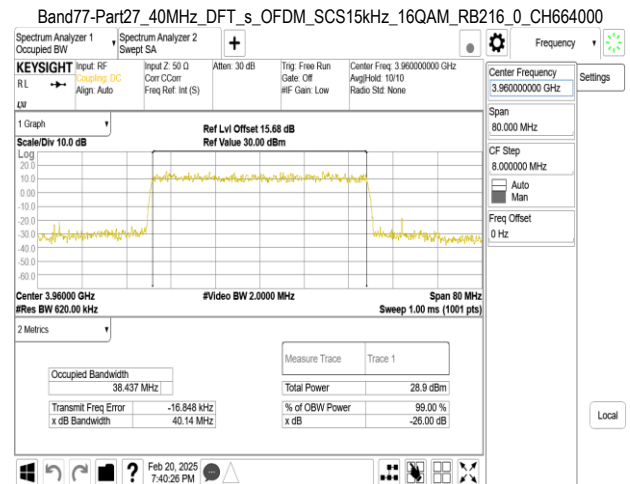 Band77-Part27_40MHz_DFT_s_OFDM_SCS15kHz_16QAM_RB216_0_CH664000
Spectrum Analyzer 1
Occupied BW
Spectrum Analyzer 2
Swept SA
+
Frequency
KEYSIGHT
RL
LXI
Input: RF
Coupling: DC
Align: Auto
Input Z: 50 Ω
Corr CCorr
Freq Ref: Int (S)
Atten: 30 dB
Trig: Free Run
Gate: Off
#IF Gain: Low
Center Freq: 3.960000000 GHz
Avg|Hold: 10/10
Radio Std: None
Center Frequency
3.960000000 GHz
Settings
Span
80.000 MHz
CF Step
8.000000 MHz
Auto
Man
Freq Offset
0 Hz
1 Graph
Scale/Div 10.0 dB
Ref Lvl Offset 15.68 dB
Ref Value 30.00 dBm
Log
20.0
10.0
0.00
-10.0
-20.0
-30.0
-40.0
-50.0
-60.0
Center 3.96000 GHz
#Res BW 620.00 kHz
#Video BW 2.0000 MHz
Span 80 MHz
Sweep 1.00 ms (1001 pts)
2 Metrics
Occupied Bandwidth
38.437 MHz
Transmit Freq Error -16.848 kHz
x dB Bandwidth 40.14 MHz
Measure Trace Trace 1
Total Power 28.9 dBm
% of OBW Power 99.00 %
x dB -26.00 dB
Local
?
Feb 20, 2025
7:40:26 PM